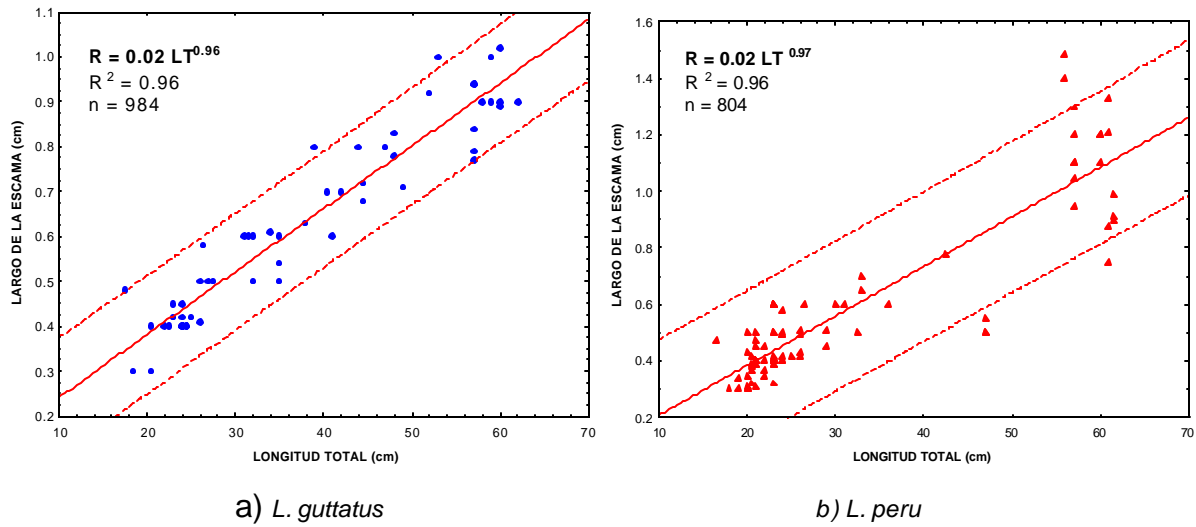 R = 0.02 LT^0.96
R² = 0.96
n = 984
LARGO DE LA ESCAMA (cm)
1.1
1.0
0.9
0.8
0.7
0.6
0.5
0.4
0.3
0.2
10 20 30 40 50 60 70
LONGITUD TOTAL (cm)
a) L. guttatus
R = 0.02 LT^0.97
R² = 0.96
n = 804
LARGO DE LA ESCAMA (cm)
1.6
1.4
1.2
1.0
0.8
0.6
0.4
0.2
10 20 30 40 50 60 70
LONGITUD TOTAL (cm)
b) L. peru